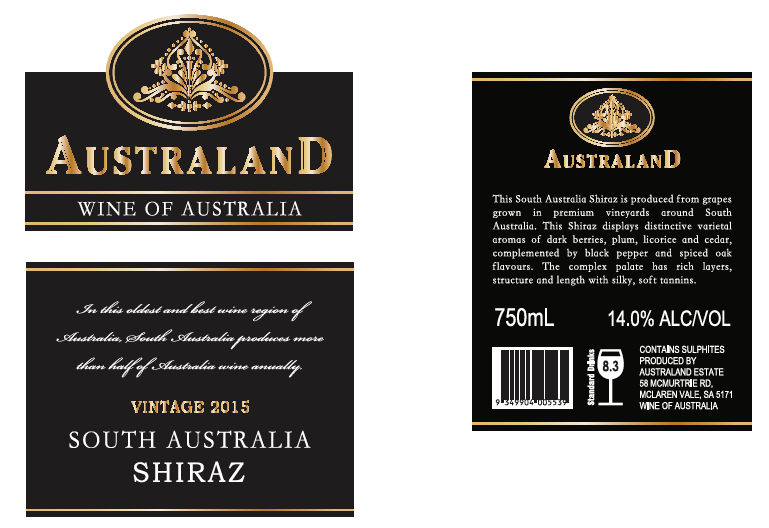 AUSTRALAND
WINE OF AUSTRALIA
In this oldest and best wine region of
Australia, South Australia produces more
than half of Australia wine anually.
VINTAGE 2015
SOUTH AUSTRALIA
SHIRAZ
AUSTRALAND
This South Australia Shiraz is produced from grapes
grown in premium vineyards around South
Australia. This Shiraz displays distinctive varietal
aromas of dark berries, plum, licorice and cedar,
complemented by black pepper and spiced oak
flavours. The complex palate has rich layers,
structure and length with silky, soft tannins.
750mL 14.0% ALC/VOL
9 349904 005539
Standard Drinks
8.3
CONTAINS SULPHITES
PRODUCED BY
AUSTRALAND ESTATE
58 MCMURTRIE RD,
MCLAREN VALE, SA 5171
WINE OF AUSTRALIA